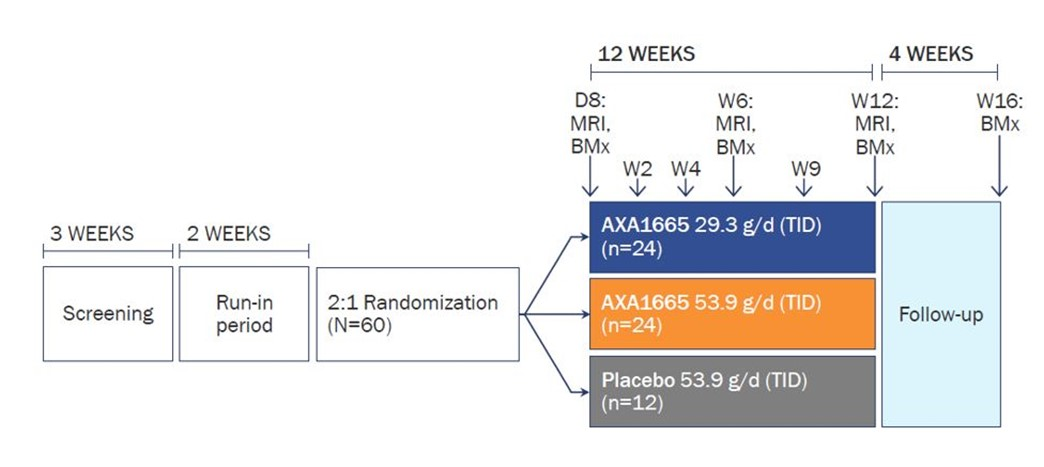 12 WEEKS
4 WEEKS
D8:
MRI,
BMx
W2
W4
W6:
MRI,
BMx
W9
W12:
MRI,
BMx
W16:
BMx
3 WEEKS
2 WEEKS
Screening
Run-in
period
2:1 Randomization
(N=60)
AXA1665 29.3 g/d (TID)
(n=24)
AXA1665 53.9 g/d (TID)
(n=24)
Placebo 53.9 g/d (TID)
(n=12)
Follow-up